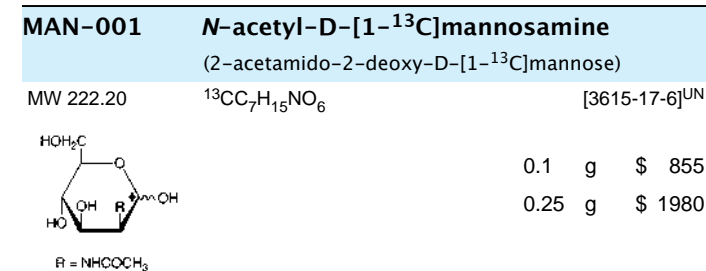 MAN-001 N-acetyl-D-[1-¹³C]mannosamine
(2-acetamido-2-deoxy-D-[1-¹³C]mannose)
MW 222.20 ¹³CC₇H₁₅NO₆ [3615-17-6]ᵁᴺ
HOH₂C
O
0.1 g $ 855
OH R OH
HO
0.25 g $ 1980
R = NHCOCH₃